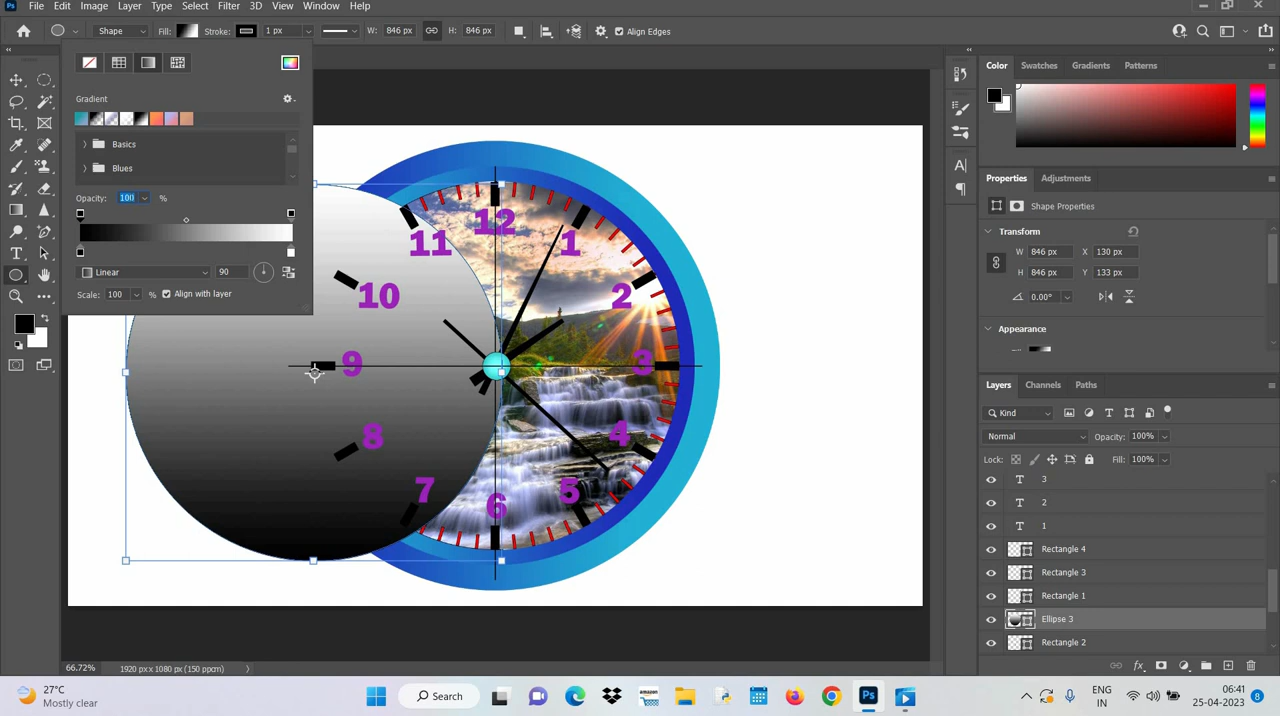 Ps File Edit Image Layer Type Select Filter 3D View Window Help
Shape Fill: Stroke: 1 px W: 846 px H: 846 px Align Edges
Gradient
Basics
Blues
Opacity: 100 %
Linear 90
Scale: 100 % Align with layer
12
11 1
10 2
9 3
8 4
7 5
6
Color Swatches Gradients Patterns
Properties Adjustments
Shape Properties
Transform
W 846 px X 130 px
H 846 px Y 133 px
0.00°
Appearance
Layers Channels Paths
Kind
Normal Opacity: 100%
Lock: Fill: 100%
T 3
T 2
T 1
Rectangle 4
Rectangle 3
Rectangle 1
Ellipse 3
Rectangle 2
fx
66.72% 1920 px x 1080 px (150 ppcm)
27°C
Mostly clear
Search
amazon
Ps
ENG
IN
06:41
25-04-2023
8